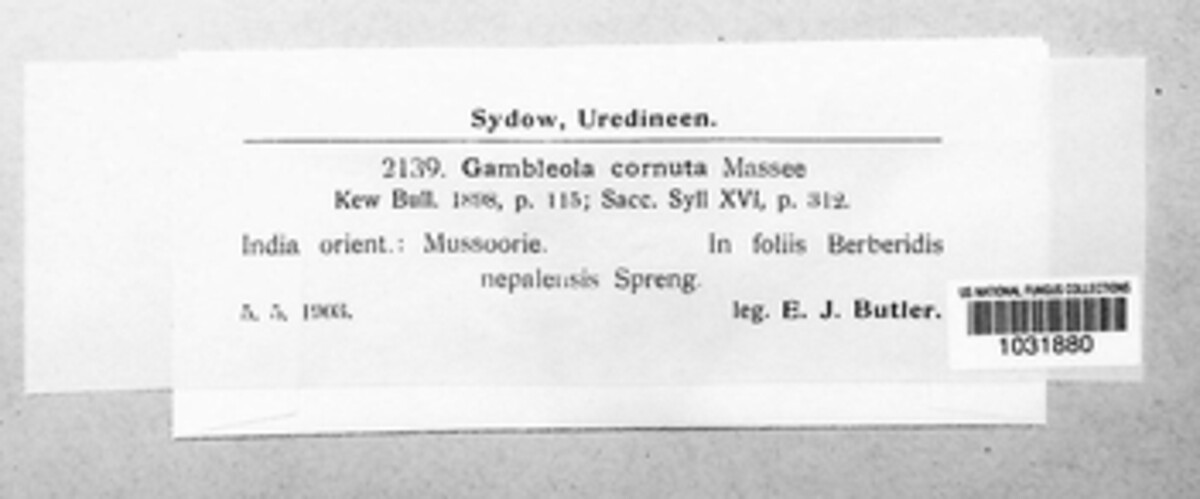 Sydow, Uredineen.
2139. Gambleola cornuta Massee
Kew Bull. 1898, p. 115; Sacc. Syll XVI, p. 312.
India orient.: Mussoorie. In foliis Berberidis
nepalensis Spreng.
5. 5. 1903. leg. E. J. Butler.
US NATIONAL FUNGUS COLLECTIONS
1031880